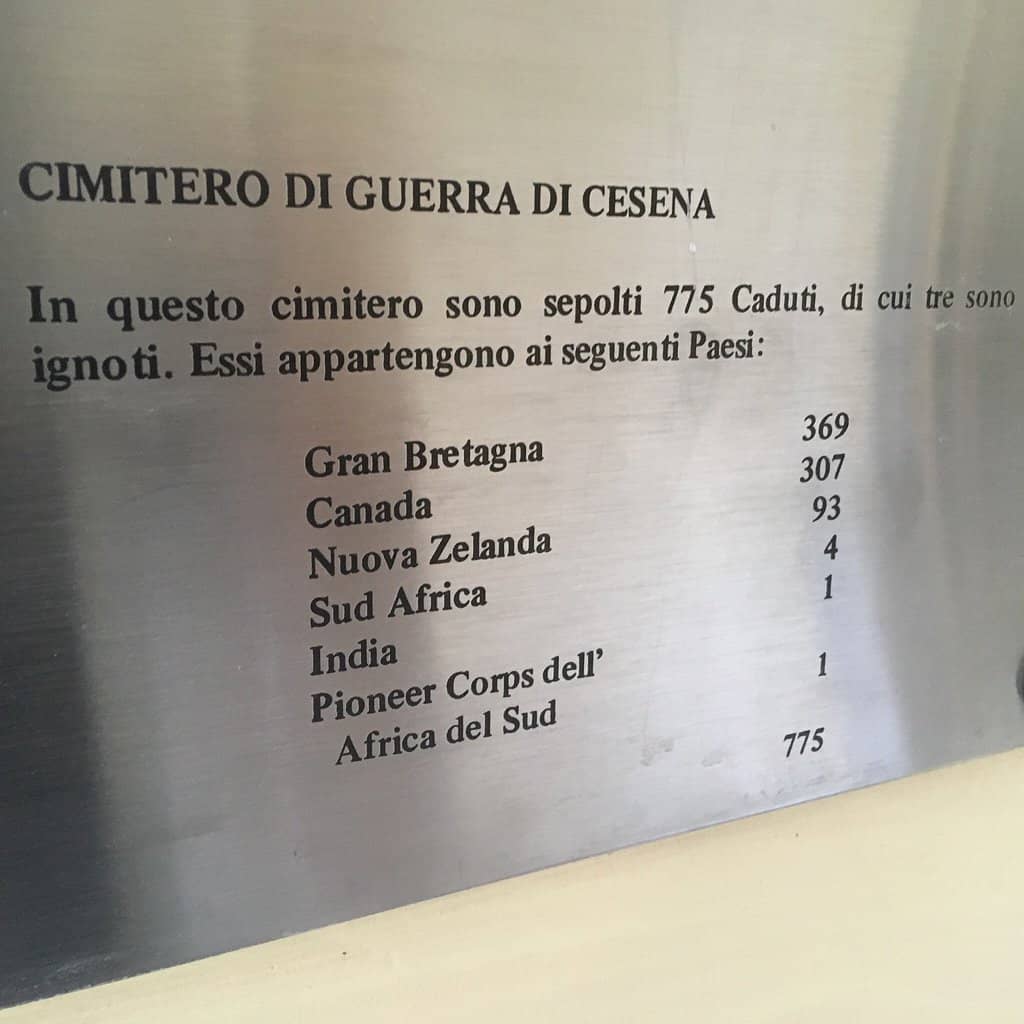 CIMITERO DI GUERRA DI CESENA
In questo cimitero sono sepolti 775 Caduti, di cui tre sono
ignoti. Essi appartengono ai seguenti Paesi:
Gran Bretagna 369
Canada 307
Nuova Zelanda 93
Sud Africa 4
India 1
Pioneer Corps dell'
Africa del Sud 1
775